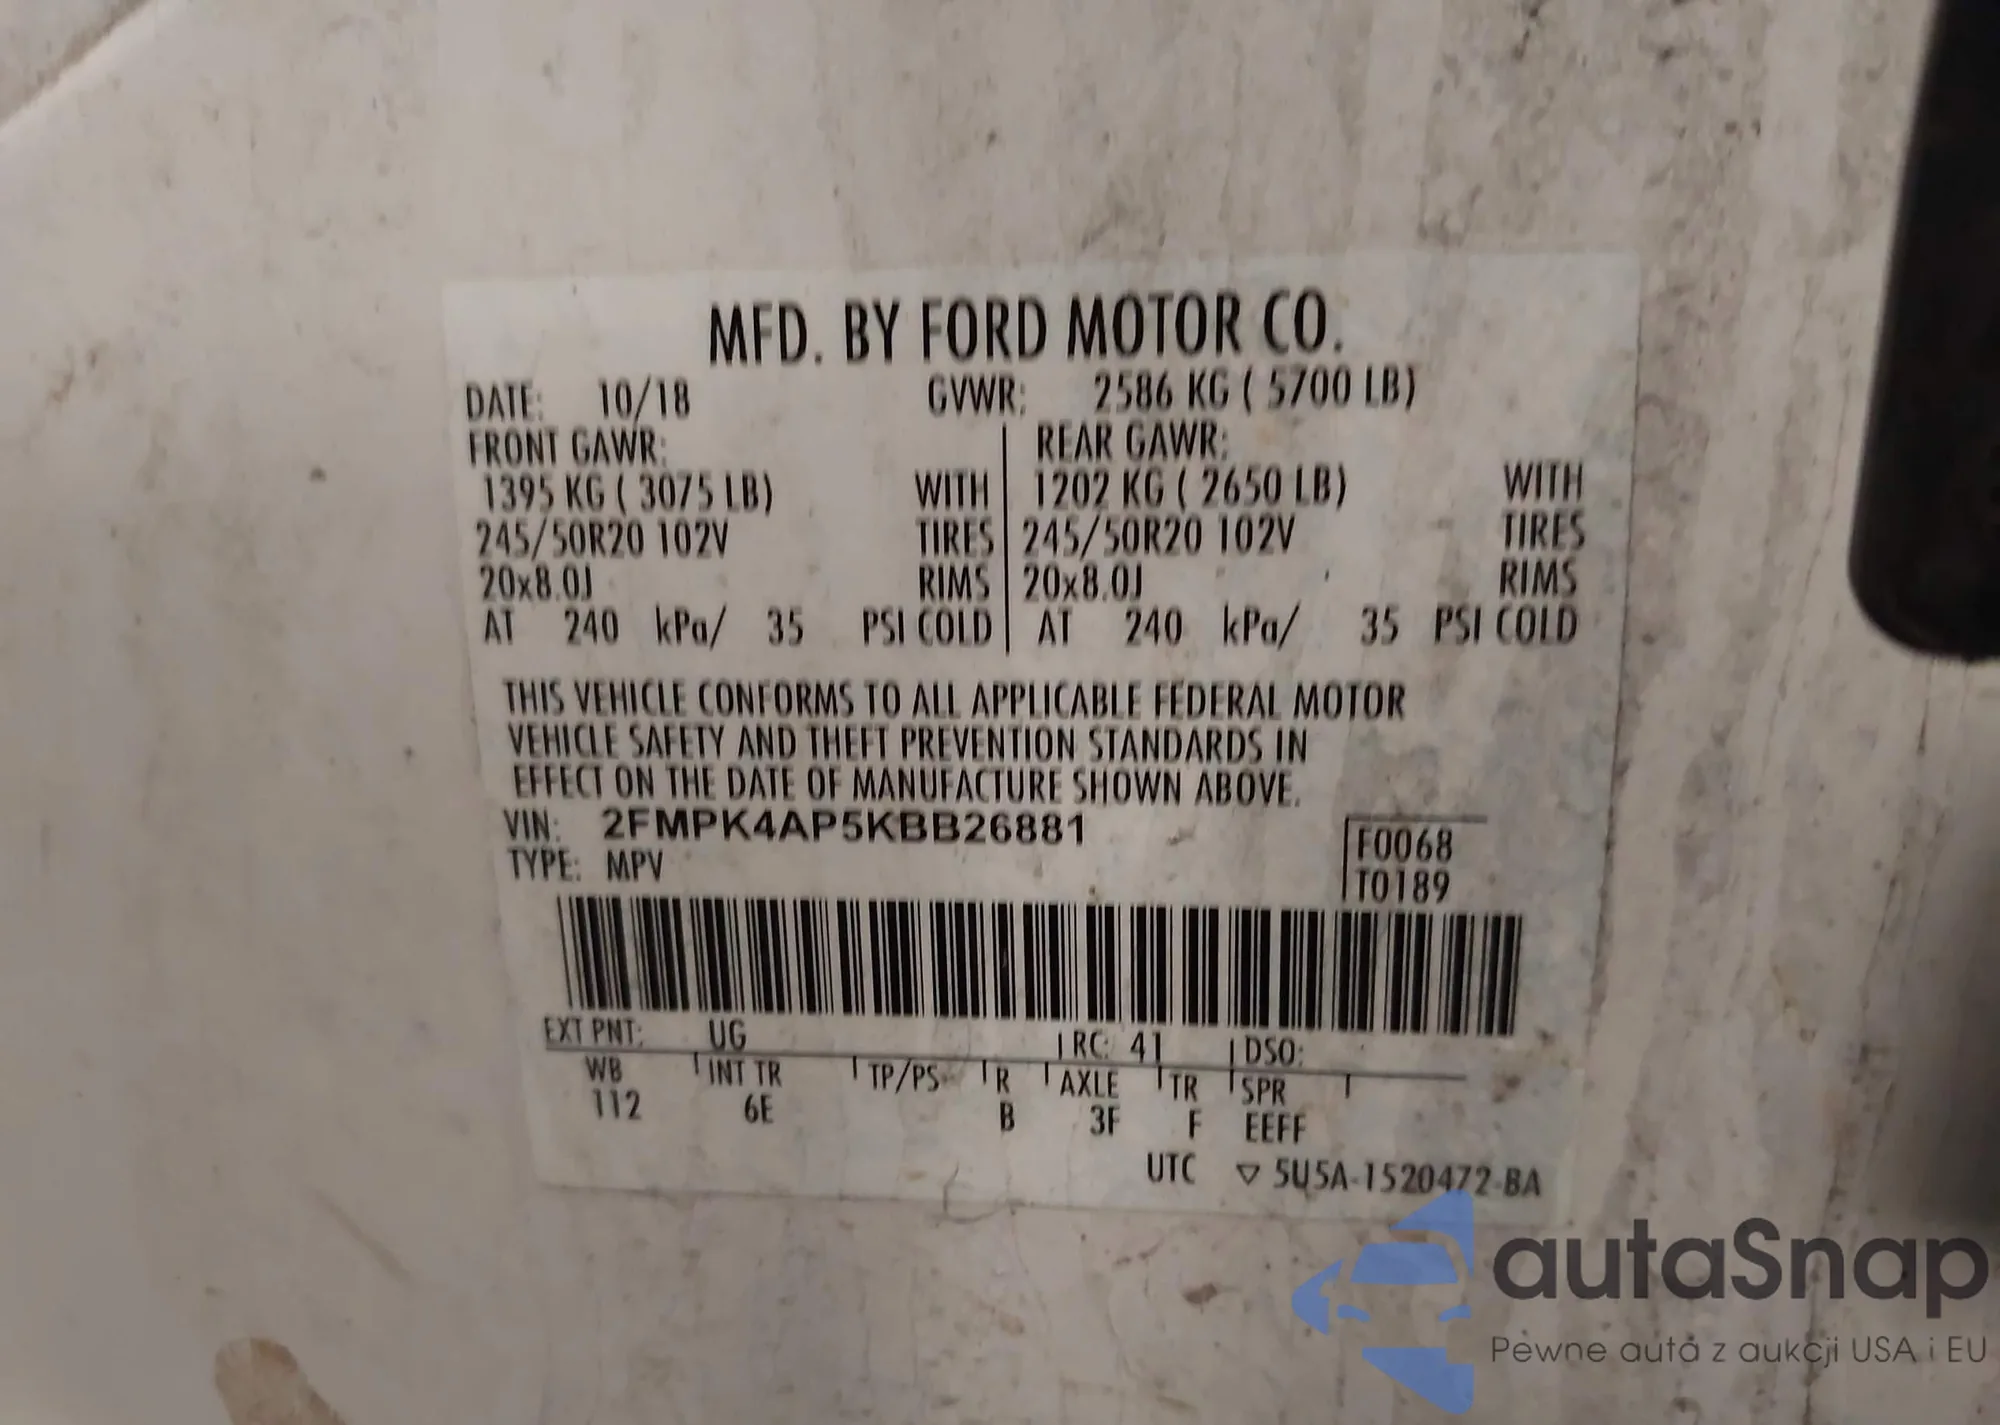 MFD. BY FORD MOTOR CO.
DATE: 10/18 GVWR: 2586 KG ( 5700 LB)
FRONT GAWR: REAR GAWR:
1395 KG ( 3075 LB) WITH 1202 KG ( 2650 LB) WITH
245/50R20 102V TIRES 245/50R20 102V TIRES
20x8.0J RIMS 20x8.0J RIMS
AT 240 kPa/ 35 PSI COLD AT 240 kPa/ 35 PSI COLD
THIS VEHICLE CONFORMS TO ALL APPLICABLE FEDERAL MOTOR
VEHICLE SAFETY AND THEFT PREVENTION STANDARDS IN
EFFECT ON THE DATE OF MANUFACTURE SHOWN ABOVE.
VIN: 2FMPK4AP5KBB26881
TYPE: MPV
F0068
T0189
EXT PNT: UG RC: 41 DSO:
WB INT TR TP/PS R AXLE TR SPR
112 6E B 3F F EEFF
UTC ▽ 5U5A-1520472-BA
autaSnap
Pewne auta z aukcji USA i EU